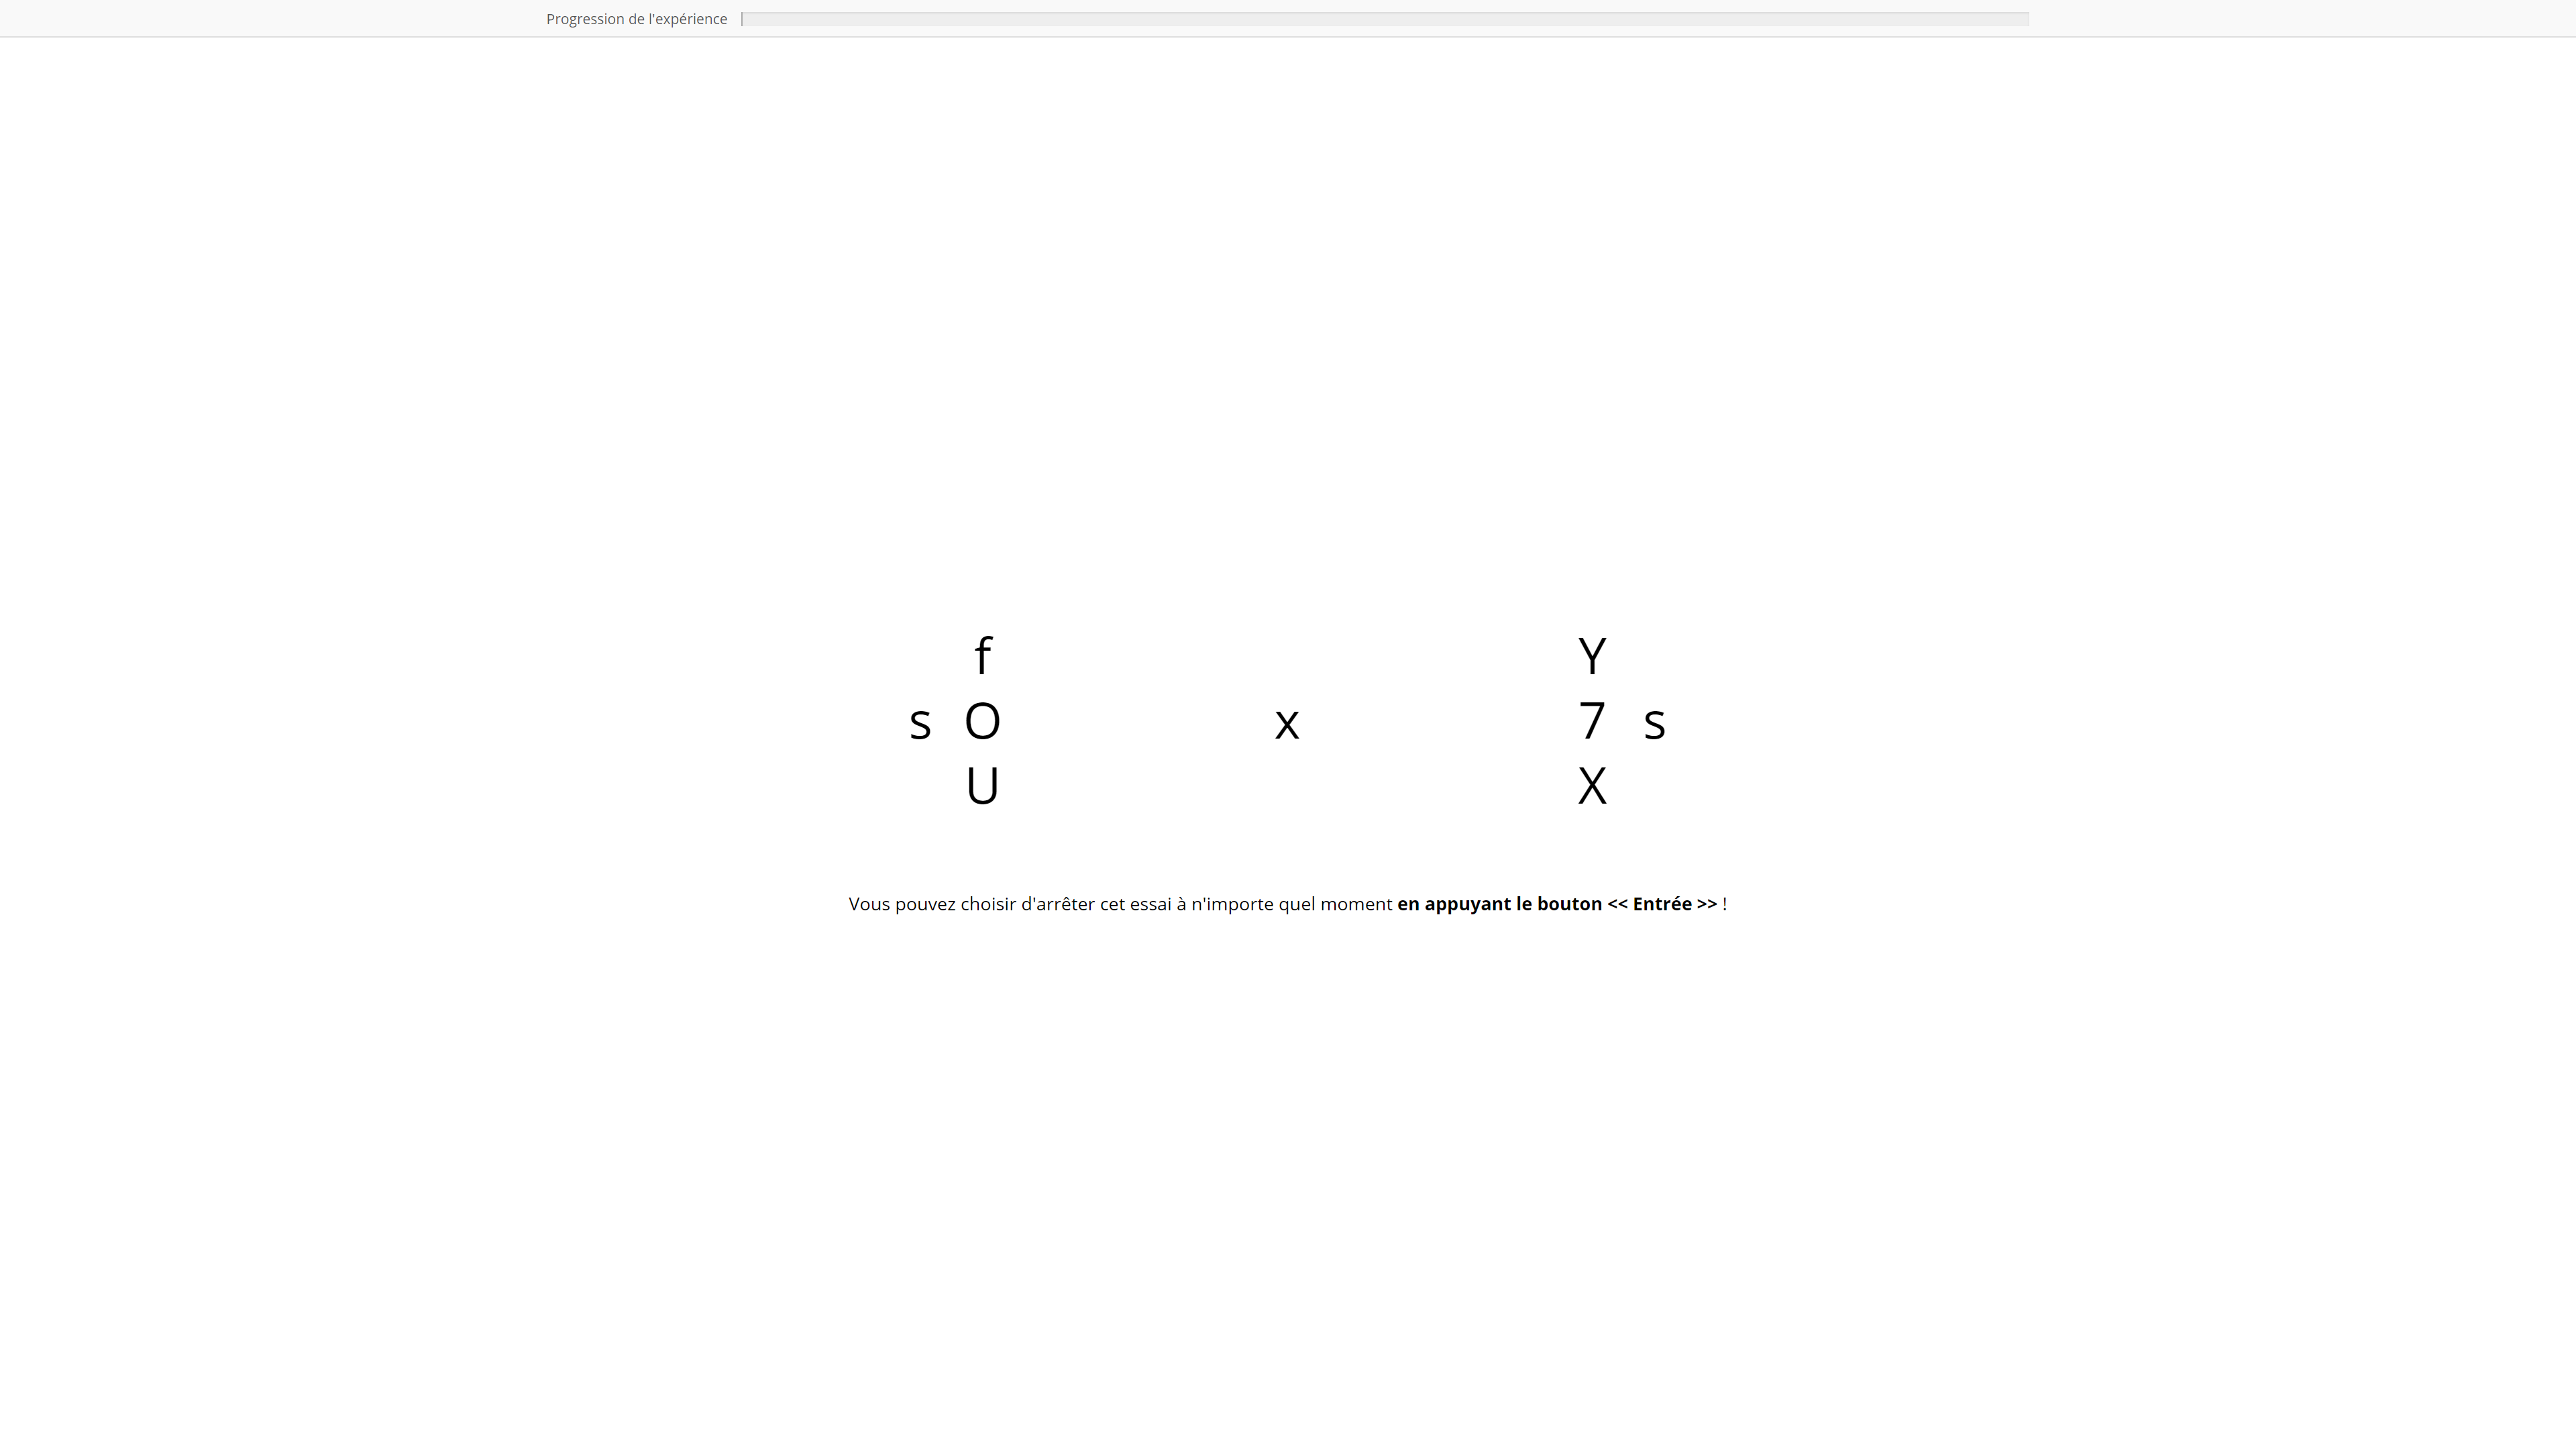 Progression de l'expérience
f Y
s O x 7 s
U X
Vous pouvez choisir d'arrêter cet essai à n'importe quel moment en appuyant le bouton << Entrée >> !